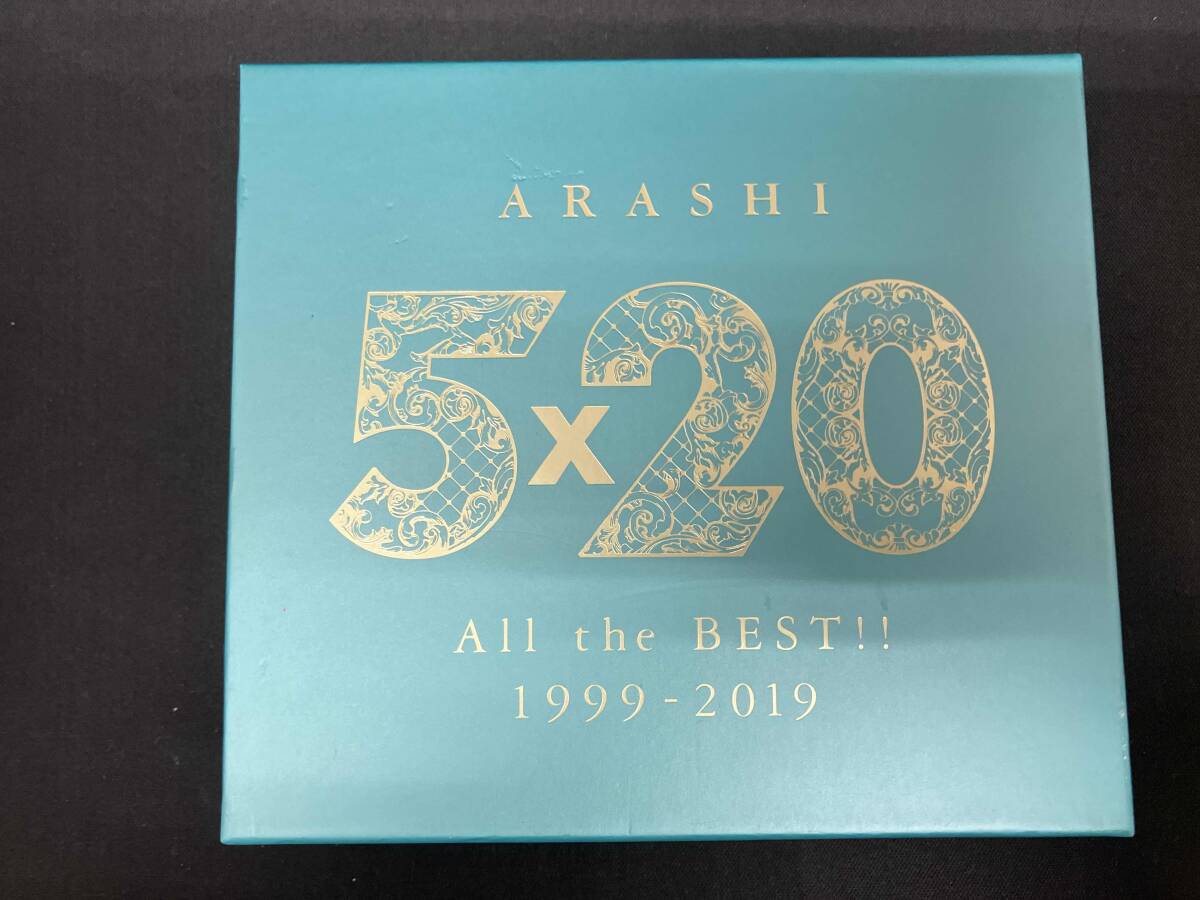 ARASHI
5x20
All the BEST!!
1999-2019